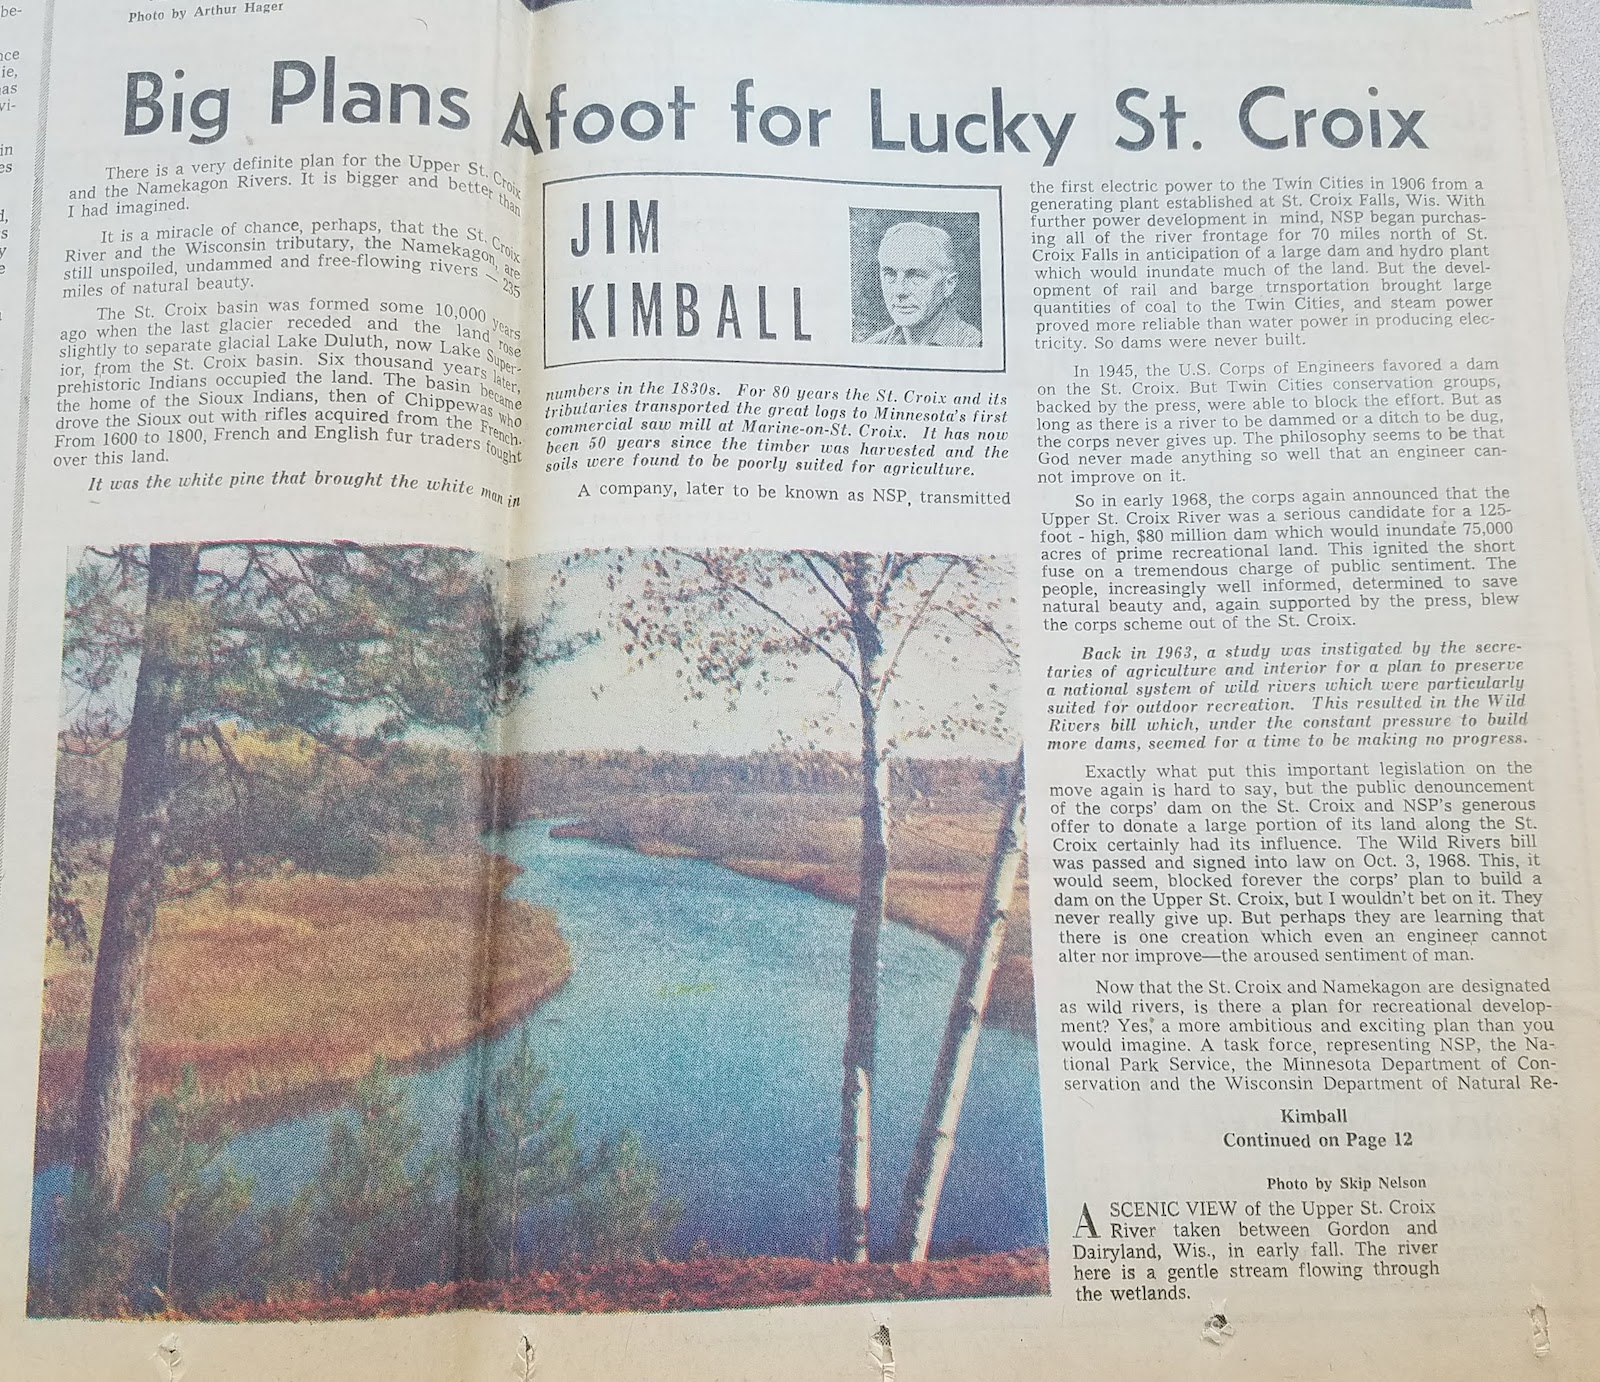 Photo by Arthur Hager
Big Plans Afoot for Lucky St. Croix
There is a very definite plan for the Upper St. Croix
and the Namekagon Rivers. It is bigger and better than
I had imagined.
It is a miracle of chance, perhaps, that the St. Croix
River and the Wisconsin tributary, the Namekagon, are
still unspoiled, undammed and free-flowing rivers — 235
miles of natural beauty.
The St. Croix basin was formed some 10,000 years
ago when the last glacier receded and the land rose
slightly to separate glacial Lake Duluth, now Lake Super-
ior, from the St. Croix basin. Six thousand years later,
prehistoric Indians occupied the land. The basin became
the home of the Sioux Indians, then of Chippewas who
drove the Sioux out with rifles acquired from the French.
From 1600 to 1800, French and English fur traders fought
over this land.
It was the white pine that brought the white man in
JIM
KIMBALL
numbers in the 1830s. For 80 years the St. Croix and its
tributaries transported the great logs to Minnesota's first
commercial saw mill at Marine-on-St. Croix. It has now
been 50 years since the timber was harvested and the
soils were found to be poorly suited for agriculture.
A company, later to be known as NSP, transmitted
the first electric power to the Twin Cities in 1906 from a
generating plant established at St. Croix Falls, Wis. With
further power development in mind, NSP began purchas-
ing all of the river frontage for 70 miles north of St.
Croix Falls in anticipation of a large dam and hydro plant
which would inundate much of the land. But the devel-
opment of rail and barge trnsportation brought large
quantities of coal to the Twin Cities, and steam power
proved more reliable than water power in producing elec-
tricity. So dams were never built.
In 1945, the U.S. Corps of Engineers favored a dam
on the St. Croix. But Twin Cities conservation groups,
backed by the press, were able to block the effort. But as
long as there is a river to be dammed or a ditch to be dug,
the corps never gives up. The philosophy seems to be that
God never made anything so well that an engineer can-
not improve on it.
So in early 1968, the corps again announced that the
Upper St. Croix River was a serious candidate for a 125-
foot - high, $80 million dam which would inundate 75,000
acres of prime recreational land. This ignited the short
fuse on a tremendous charge of public sentiment. The
people, increasingly well informed, determined to save
natural beauty and, again supported by the press, blew
the corps scheme out of the St. Croix.
Back in 1963, a study was instigated by the secre-
taries of agriculture and interior for a plan to preserve
a national system of wild rivers which were particularly
suited for outdoor recreation. This resulted in the Wild
Rivers bill which, under the constant pressure to build
more dams, seemed for a time to be making no progress.
Exactly what put this important legislation on the
move again is hard to say, but the public denouncement
of the corps' dam on the St. Croix and NSP's generous
offer to donate a large portion of its land along the St.
Croix certainly had its influence. The Wild Rivers bill
was passed and signed into law on Oct. 3, 1968. This, it
would seem, blocked forever the corps' plan to build a
dam on the Upper St. Croix, but I wouldn't bet on it. They
never really give up. But perhaps they are learning that
there is one creation which even an engineer cannot
alter nor improve—the aroused sentiment of man.
Now that the St. Croix and Namekagon are designated
as wild rivers, is there a plan for recreational develop-
ment? Yes, a more ambitious and exciting plan than you
would imagine. A task force, representing NSP, the Na-
tional Park Service, the Minnesota Department of Con-
servation and the Wisconsin Department of Natural Re-
Kimball
Continued on Page 12
Photo by Skip Nelson
A SCENIC VIEW of the Upper St. Croix
River taken between Gordon and
Dairyland, Wis., in early fall. The river
here is a gentle stream flowing through
the wetlands.